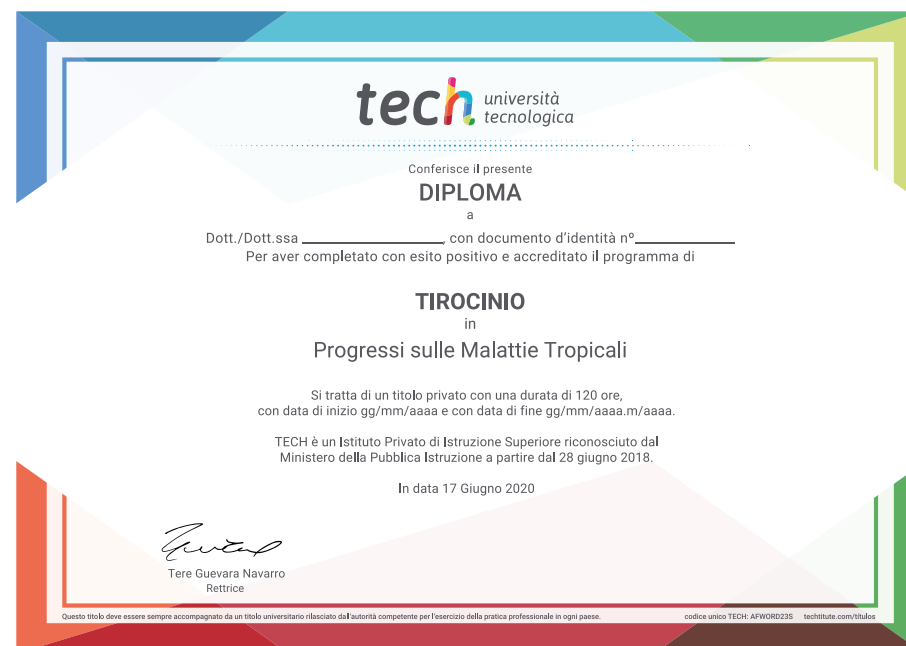 tech università
tecnologica
Conferisce il presente
DIPLOMA
a
Dott./Dott.ssa ________________, con documento d'identità nº____________
Per aver completato con esito positivo e accreditato il programma di
TIROCINIO
in
Progressi sulle Malattie Tropicali
Si tratta di un titolo privato con una durata di 120 ore,
con data di inizio gg/mm/aaaa e con data di fine gg/mm/aaaa.m/aaaa.
TECH è un Istituto Privato di Istruzione Superiore riconosciuto dal
Ministero della Pubblica Istruzione a partire dal 28 giugno 2018.
In data 17 Giugno 2020
Tere Guevara Navarro
Rettrice
Questo titolo deve essere sempre accompagnato da un titolo universitario rilasciato dall'autorità competente per l'esercizio della pratica professionale in ogni paese. codice unico TECH: AFWORD23S techtitute.com/titulos